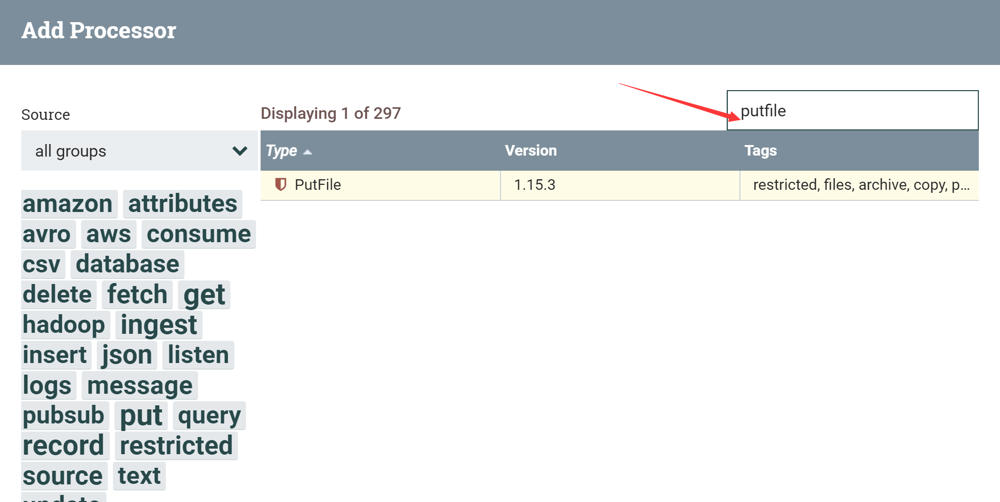 Add Processor
Source
Displaying 1 of 297
putfile
all groups
Type Version Tags
PutFile 1.15.3 restricted, files, archive, copy, p...
amazon attributes
avro aws consume
csv database
delete fetch get
hadoop ingest
insert json listen
logs message
pubsub put query
record restricted
source text
update